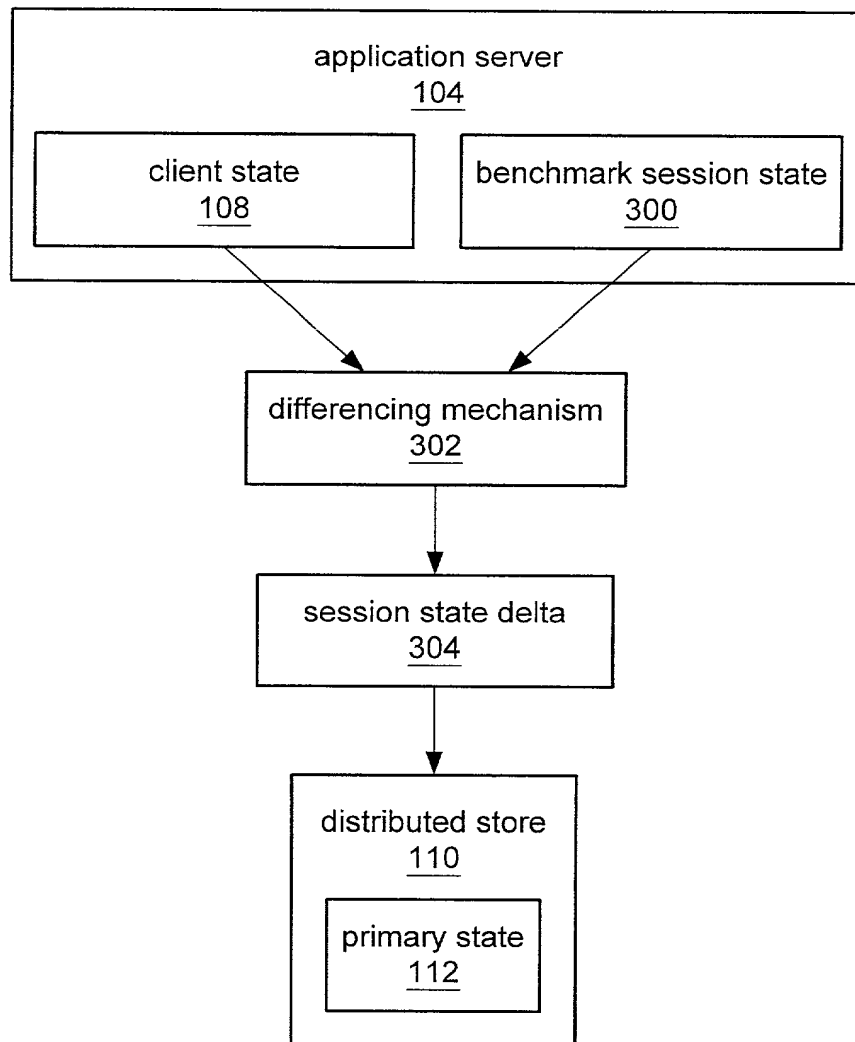 application server
104
client state
108
benchmark session state
300
differencing mechanism
302
session state delta
304
distributed store
110
primary state
112